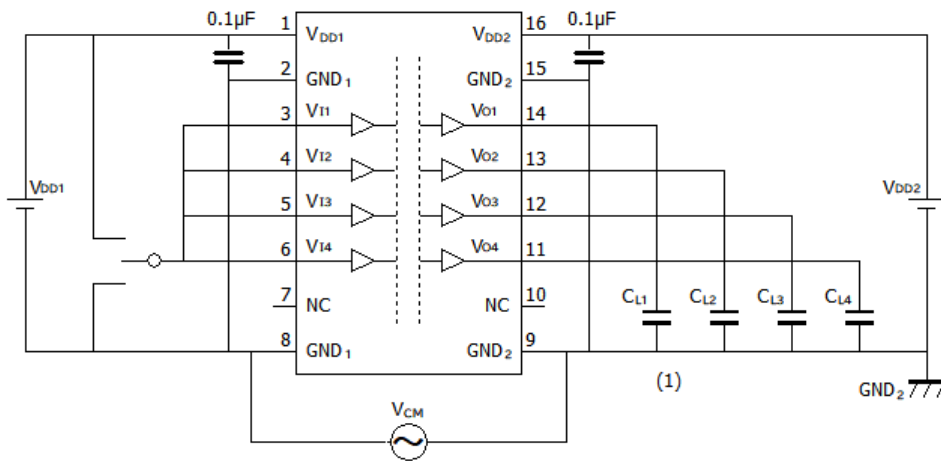 0.1μF 1 16 0.1μF
VDD1 VDD2
2 15
GND1 GND2
3 VI1 VO1 14
4 VI2 VO2 13
VDD1 5 VI3 VO3 12 VDD2
6 VI4 VO4 11
7 NC NC 10 CL1 CL2 CL3 CL4
8 GND1 GND2 9
(1) GND2
VCM